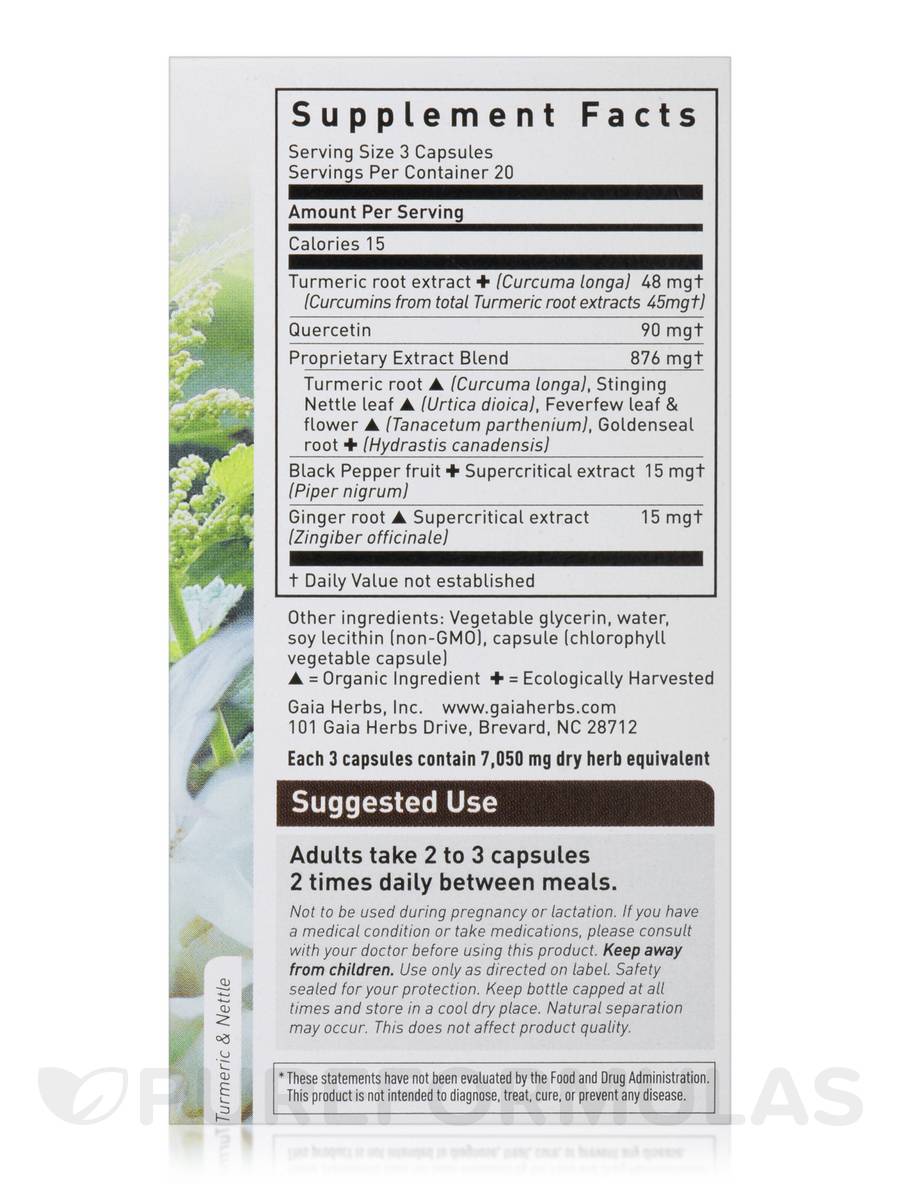 Supplement Facts
Serving Size 3 Capsules
Servings Per Container 20
Amount Per Serving
Calories 15
Turmeric root extract ✚ (Curcuma longa) 48 mg†
(Curcumins from total Turmeric root extracts 45mg†)
Quercetin 90 mg†
Proprietary Extract Blend 876 mg†
Turmeric root ▲ (Curcuma longa), Stinging
Nettle leaf ▲ (Urtica dioica), Feverfew leaf &
flower ▲ (Tanacetum parthenium), Goldenseal
root ✚ (Hydrastis canadensis)
Black Pepper fruit ✚ Supercritical extract 15 mg†
(Piper nigrum)
Ginger root ▲ Supercritical extract 15 mg†
(Zingiber officinale)
† Daily Value not established
Other ingredients: Vegetable glycerin, water,
soy lecithin (non-GMO), capsule (chlorophyll
vegetable capsule)
▲ = Organic Ingredient ✚ = Ecologically Harvested
Gaia Herbs, Inc. www.gaiaherbs.com
101 Gaia Herbs Drive, Brevard, NC 28712
Each 3 capsules contain 7,050 mg dry herb equivalent
Suggested Use
Adults take 2 to 3 capsules
2 times daily between meals.
Not to be used during pregnancy or lactation. If you have
a medical condition or take medications, please consult
with your doctor before using this product. Keep away
from children. Use only as directed on label. Safety
sealed for your protection. Keep bottle capped at all
times and store in a cool dry place. Natural separation
may occur. This does not affect product quality.
* These statements have not been evaluated by the Food and Drug Administration.
This product is not intended to diagnose, treat, cure, or prevent any disease.
Turmeric & Nettle
PUREFORMULAS